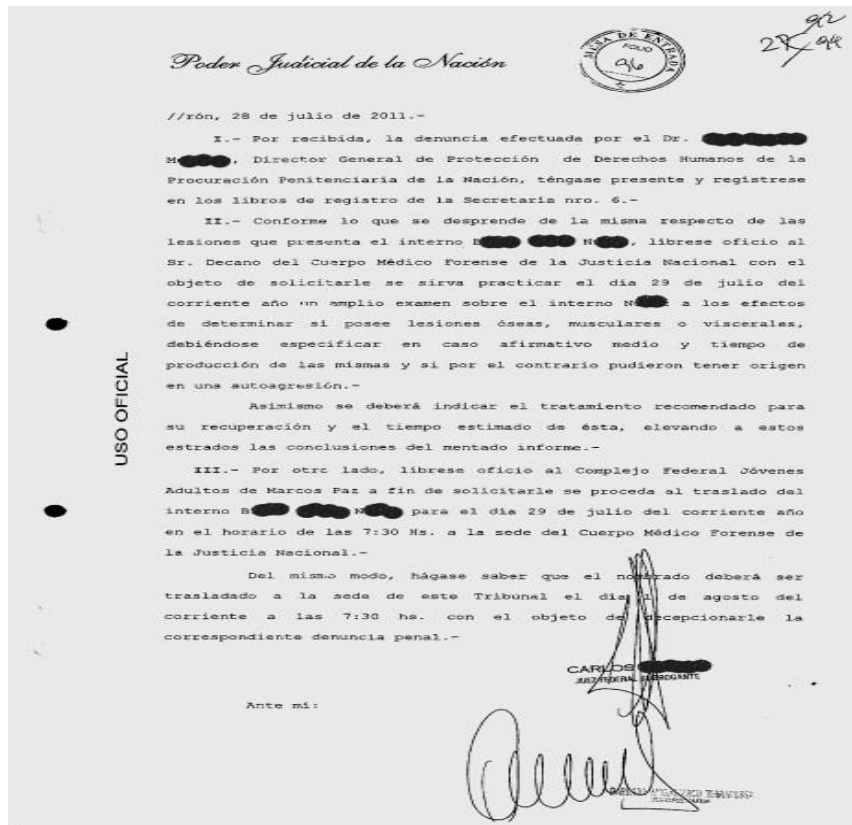 92
28 94
Poder Judicial de la Nación
MESA DE ENTRADA
FOLIO
96
//rón, 28 de julio de 2011.-
I.- Por recibida, la denuncia efectuada por el Dr.
M , Director General de Protección de Derechos Humanos de la
Procuración Penitenciaria de la Nación, téngase presente y regístrese
en los libros de registro de la Secretaría nro. 6.-
II.- Conforme lo que se desprende de la misma respecto de las
lesiones que presenta el interno B N , líbrese oficio al
Sr. Decano del Cuerpo Médico Forense de la Justicia Nacional con el
objeto de solicitarle se sirva practicar el día 29 de julio del
corriente año un amplio examen sobre el interno N a los efectos
de determinar si posee lesiones óseas, musculares o viscerales,
debiéndose especificar en caso afirmativo medio y tiempo de
producción de las mismas y si por el contrario pudieron tener origen
en una autoagresión.-
Asimismo se deberá indicar el tratamiento recomendado para
su recuperación y el tiempo estimado de ésta, elevando a estos
estrados las conclusiones del mentado informe.-
III.- Por otro lado, líbrese oficio al Complejo Federal Jóvenes
Adultos de Marcos Paz a fin de solicitarle se proceda al traslado del
interno B N para el día 29 de julio del corriente año
en el horario de las 7:30 Hs. a la sede del Cuerpo Médico Forense de
la Justicia Nacional.-
Del mismo modo, hágase saber que el nombrado deberá ser
trasladado a la sede de este Tribunal el día 1 de agosto del
corriente a las 7:30 hs. con el objeto de decepcionarle la
correspondiente denuncia penal.-
CARLOS
JUEZ FEDERAL SUBROGANTE
Ante mí:
USO OFICIAL